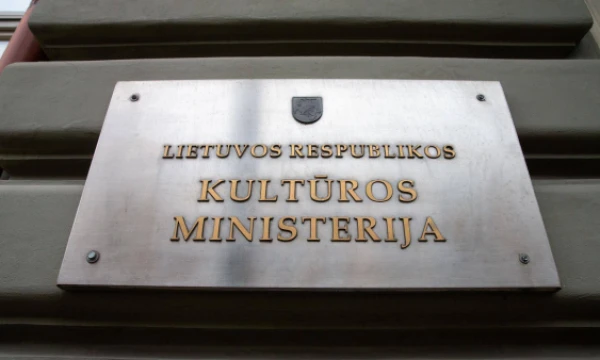 LIETUVOS RESPUBLIKOS
KULTŪROS
MINISTERIJA